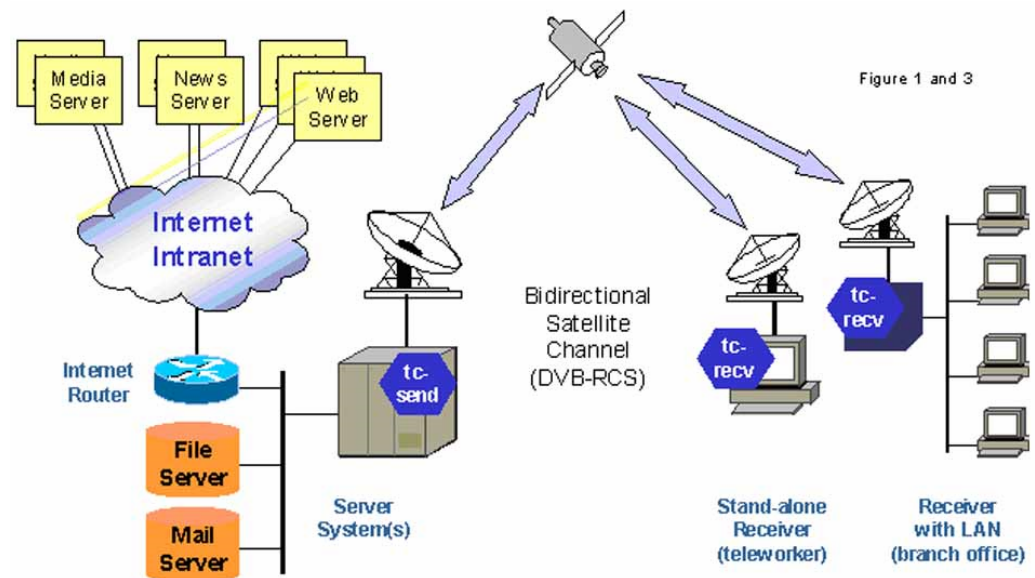 Media
Server
News
Server
Web
Server
Figure 1 and 3
Internet
Intranet
Bidirectional
Satellite
Channel
(DVB-RCS)
tc-
recv
tc-
recv
Internet
Router
tc-
send
File
Server
Mail
Server
Server
System(s)
Stand-alone
Receiver
(teleworker)
Receiver
with LAN
(branch office)